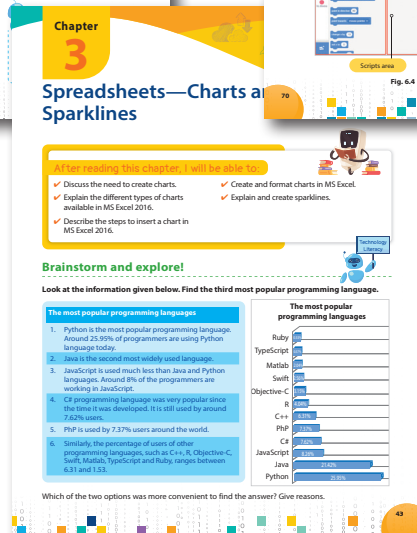 Chapter
3
Spreadsheets—Charts a
Sparklines
Scripts area
Fig. 6.4
70
After reading this chapter, I will be able to:
✔ Discuss the need to create charts.
✔ Explain the different types of charts
available in MS Excel 2016.
✔ Describe the steps to insert a chart in
MS Excel 2016.
✔ Create and format charts in MS Excel.
✔ Explain and create sparklines.
Technology
Literacy
Brainstorm and explore!
Look at the information given below. Find the third most popular programming language.
The most popular programming languages
1. Python is the most popular programming language.
Around 25.95% of programmers are using Python
language today.
2. Java is the second most widely used language.
3. JavaScript is used much less than Java and Python
languages. Around 8% of the programmers are
working in JavaScript.
4. C# programming language was very popular since
the time it was developed. It is still used by around
7.62% users.
5. PhP is used by 7.37% users around the world.
6. Similarly, the percentage of users of other
programming languages, such as C++, R, Objective-C,
Swift, Matlab, TypeScript and Ruby, ranges between
6.31 and 1.53.
The most popular
programming languages
Ruby
TypeScript
Matlab
Swift
Objective-C
R
C++ 6.31%
PhP 7.37%
C# 7.62%
JavaScript
Java 21.42%
Python 25.95%
Which of the two options was more convenient to find the answer? Give reasons.
43